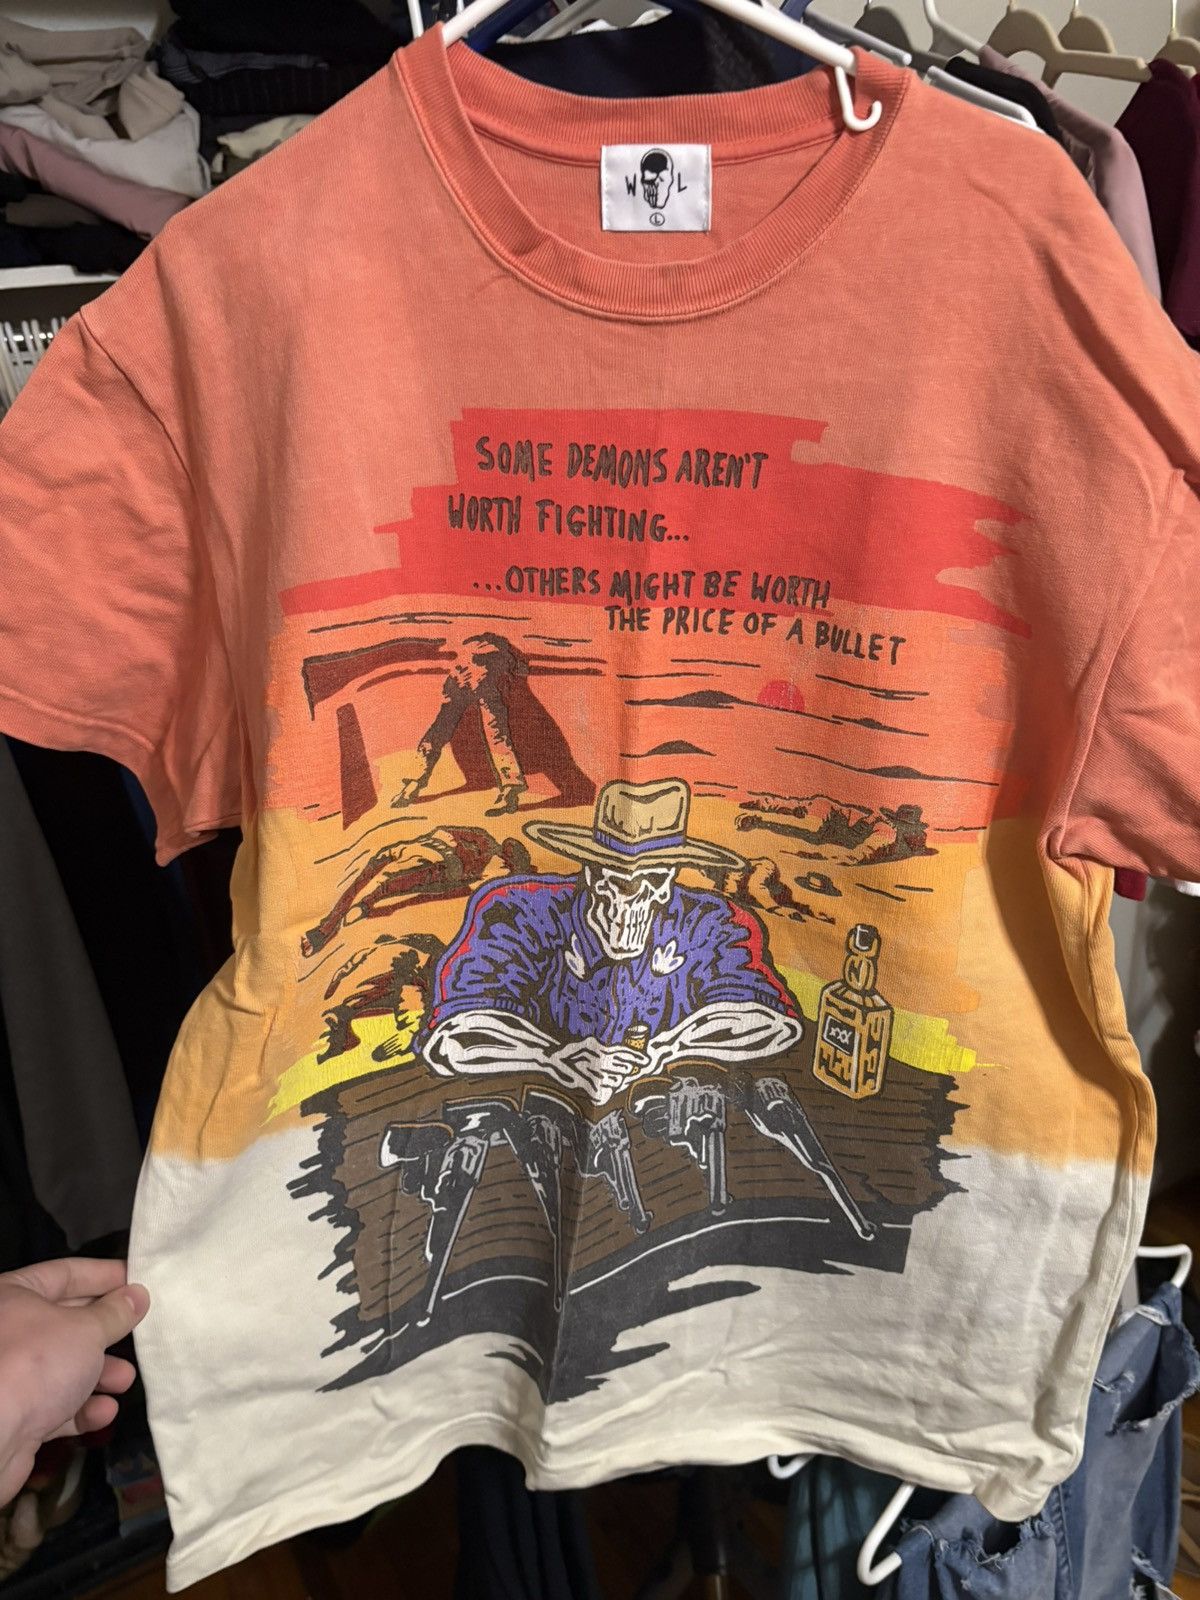 W L
L
SOME DEMONS AREN'T
WORTH FIGHTING...
...OTHERS MIGHT BE WORTH
THE PRICE OF A BULLET
XXX